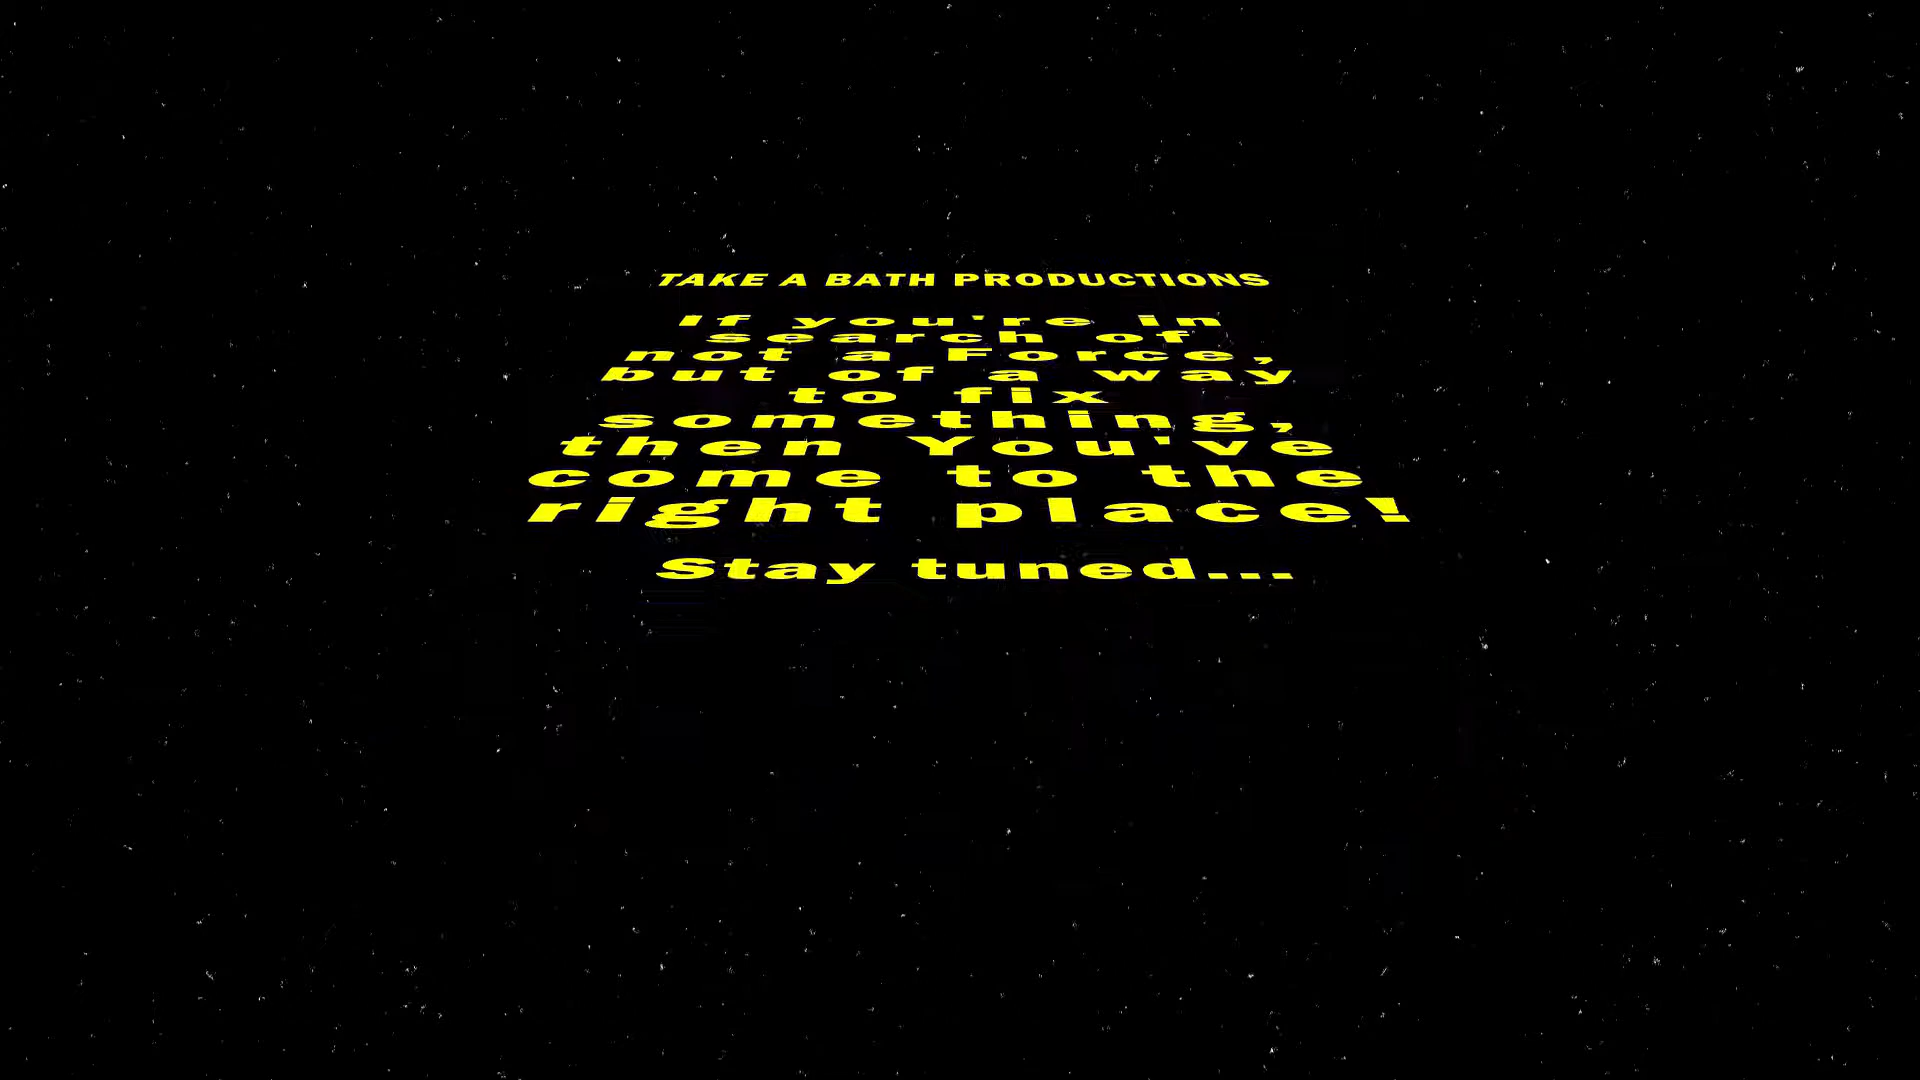 TAKE A BATH PRODUCTIONS
If you're in
search of
not a Force,
but of a way
to fix
something,
then You've
come to the
right place!
Stay tuned...